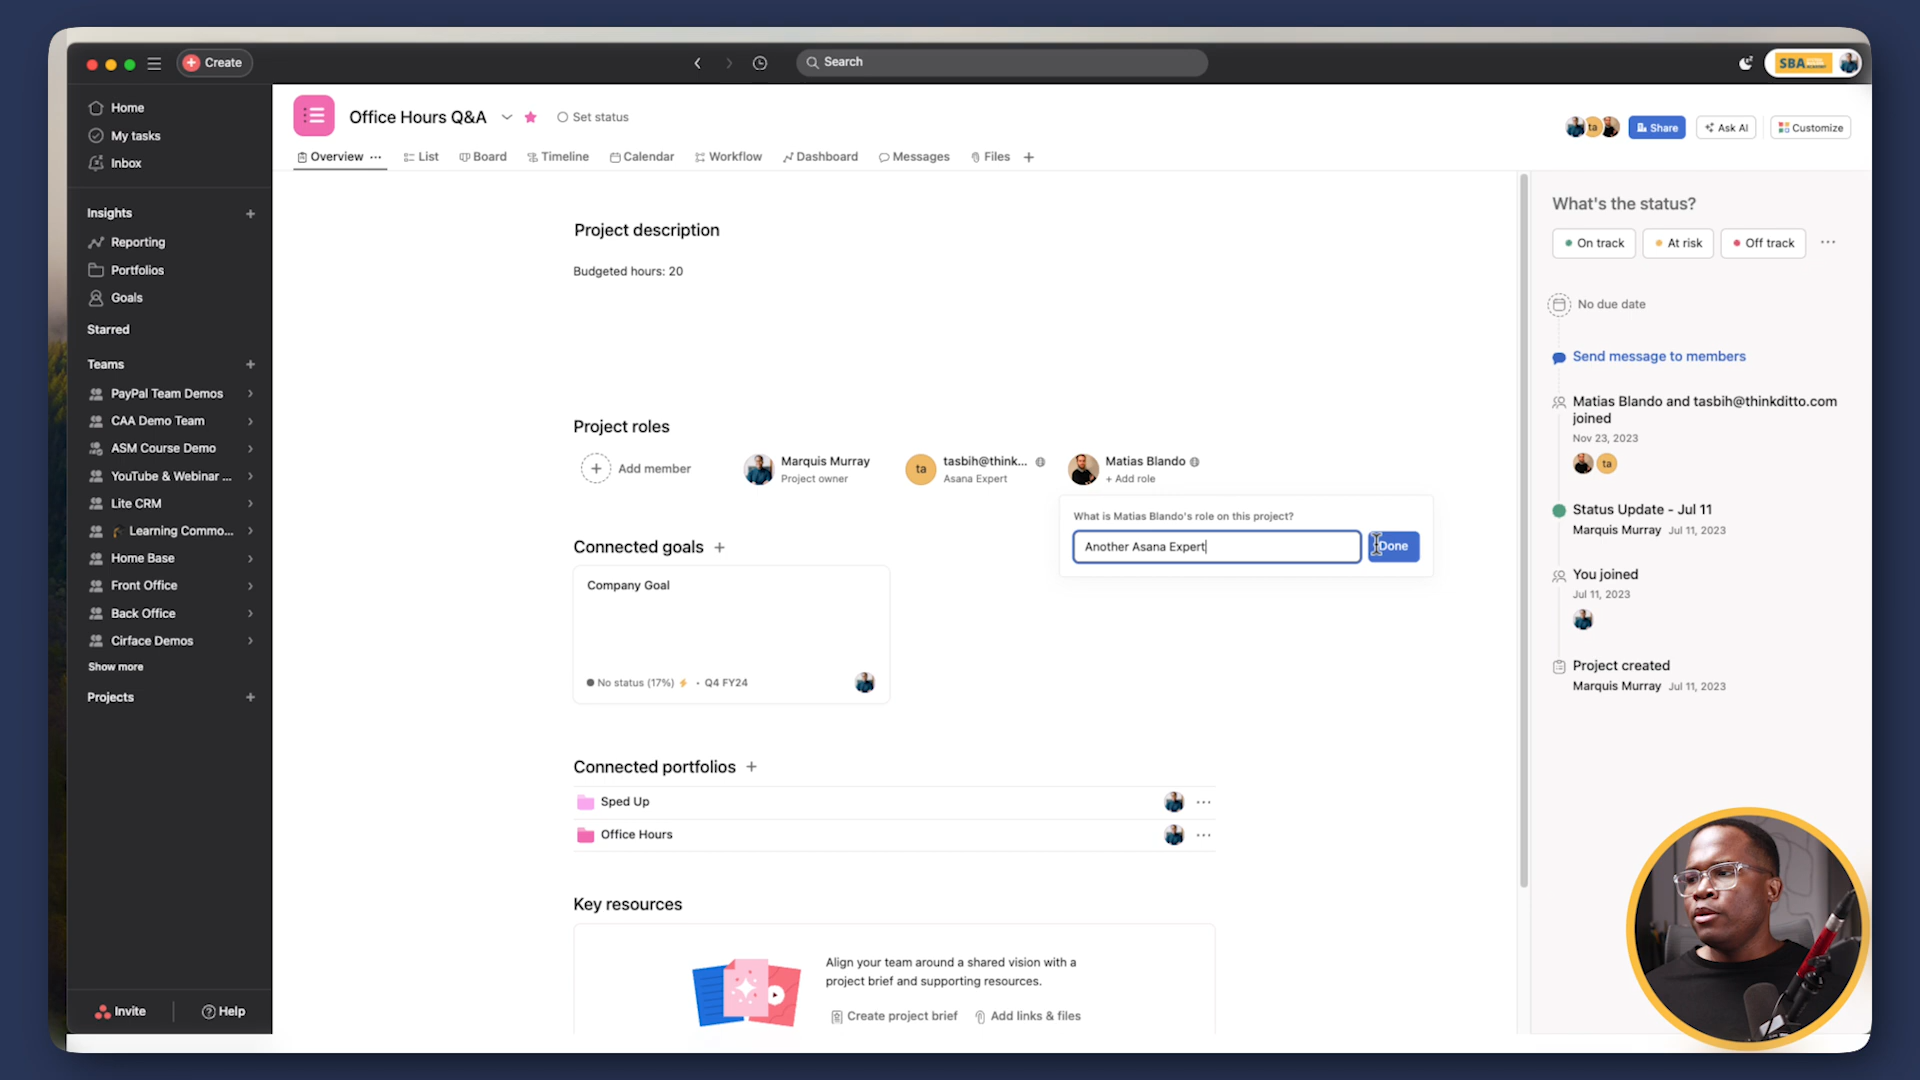 Create
Search
SBA
Home
My tasks
Inbox
Insights
Reporting
Portfolios
Goals
Starred
Teams
PayPal Team Demos
CAA Demo Team
ASM Course Demo
YouTube & Webinar ...
Lite CRM
Learning Commo...
Home Base
Front Office
Back Office
Cirface Demos
Show more
Projects
Invite
Help
Office Hours Q&A
Set status
ta
Share
Ask AI
Customize
Overview
List
Board
Timeline
Calendar
Workflow
Dashboard
Messages
Files
Project description
Budgeted hours: 20
Project roles
Add member
Marquis Murray
Project owner
ta
tasbih@think...
Asana Expert
Matias Blando
+ Add role
What is Matias Blando's role on this project?
Another Asana Expert
Done
Connected goals
Company Goal
No status (17%)
• Q4 FY24
Connected portfolios
Sped Up
Office Hours
Key resources
Align your team around a shared vision with a
project brief and supporting resources.
Create project brief
Add links & files
What's the status?
On track
At risk
Off track
No due date
Send message to members
Matias Blando and tasbih@thinkditto.com
joined
Nov 23, 2023
ta
Status Update - Jul 11
Marquis Murray Jul 11, 2023
You joined
Jul 11, 2023
Project created
Marquis Murray Jul 11, 2023